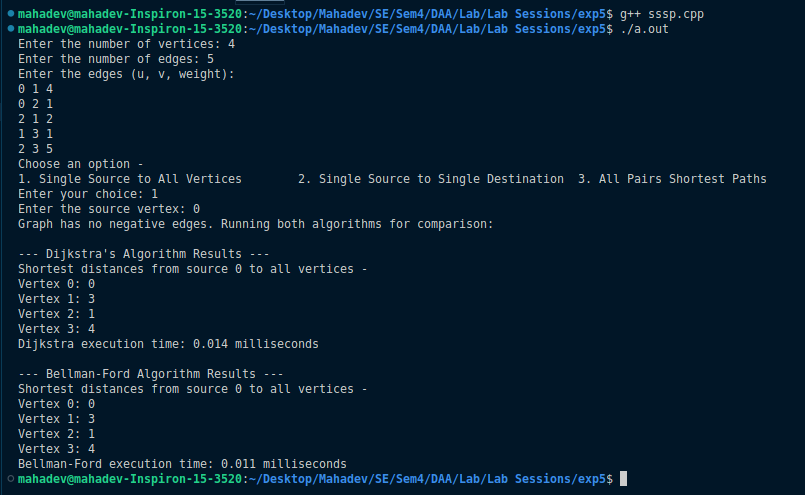 mahadev@mahadev-Inspiron-15-3520:~/Desktop/Mahadev/SE/Sem4/DAA/Lab/Lab Sessions/exp5$ g++ sssp.cpp
mahadev@mahadev-Inspiron-15-3520:~/Desktop/Mahadev/SE/Sem4/DAA/Lab/Lab Sessions/exp5$ ./a.out
Enter the number of vertices: 4
Enter the number of edges: 5
Enter the edges (u, v, weight):
0 1 4
0 2 1
2 1 2
1 3 1
2 3 5
Choose an option -
1. Single Source to All Vertices        2. Single Source to Single Destination  3. All Pairs Shortest Paths
Enter your choice: 1
Enter the source vertex: 0
Graph has no negative edges. Running both algorithms for comparison:
--- Dijkstra's Algorithm Results ---
Shortest distances from source 0 to all vertices -
Vertex 0: 0
Vertex 1: 3
Vertex 2: 1
Vertex 3: 4
Dijkstra execution time: 0.014 milliseconds
--- Bellman-Ford Algorithm Results ---
Shortest distances from source 0 to all vertices -
Vertex 0: 0
Vertex 1: 3
Vertex 2: 1
Vertex 3: 4
Bellman-Ford execution time: 0.011 milliseconds
mahadev@mahadev-Inspiron-15-3520:~/Desktop/Mahadev/SE/Sem4/DAA/Lab/Lab Sessions/exp5$